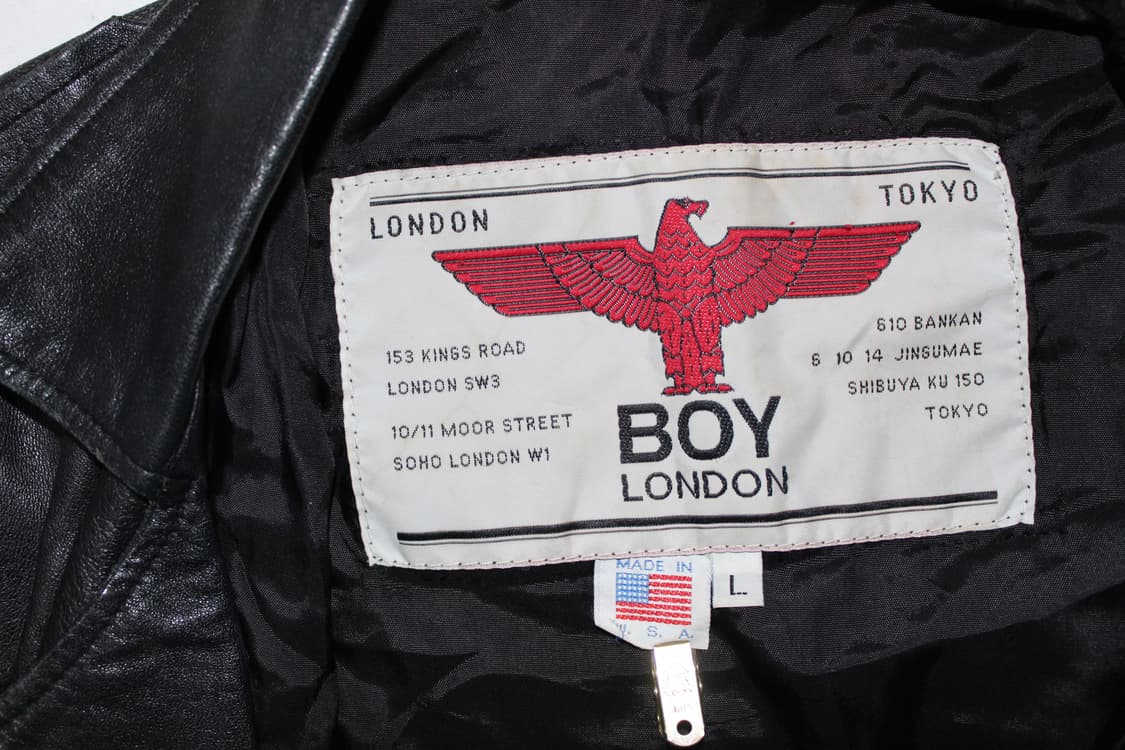 LONDON
TOKYO
153 KINGS ROAD
LONDON SW3
10/11 MOOR STREET
SOHO LONDON W1
610 BANKAN
6 10 14 JINGUMAE
SHIBUYA KU 150
TOKYO
BOY
LONDON
MADE IN
U. S. A.
L.